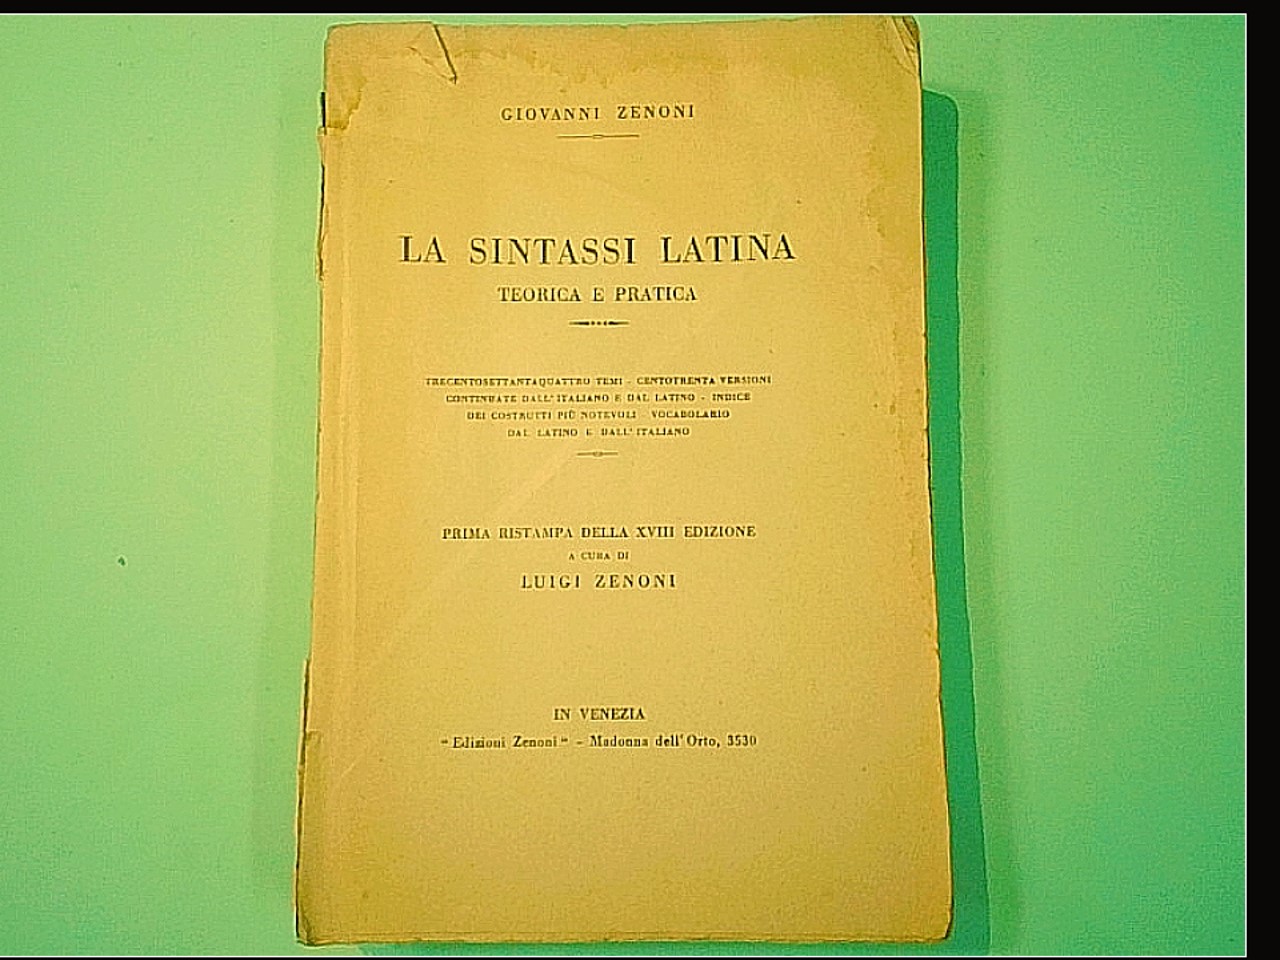 GIOVANNI ZENONI
LA SINTASSI LATINA
TEORICA E PRATICA
TRECENTOSETTANTAQUATTRO TEMI - CENTOTRENTA VERSIONI
CONTINUATE DALL'ITALIANO E DAL LATINO - INDICE
DEI COSTRUTTI PIÙ NOTEVOLI - VOCABOLARIO
DAL LATINO E DALL'ITALIANO
PRIMA RISTAMPA DELLA XVIII EDIZIONE
A CURA DI
LUIGI ZENONI
IN VENEZIA
"Edizioni Zenoni" - Madonna dell'Orto, 3530